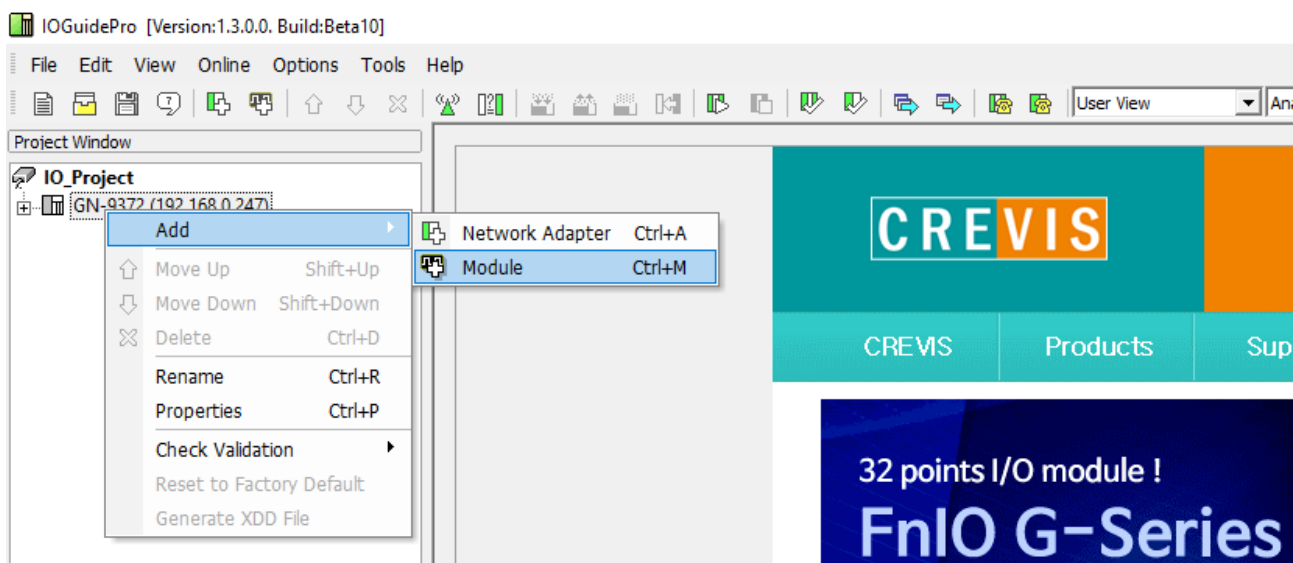 IOGuidePro [Version:1.3.0.0. Build:Beta10]
File Edit View Online Options Tools Help
User View
Project Window
IO_Project
GN-9372 (192.168.0.247)
Add
Network Adapter Ctrl+A
Module Ctrl+M
Move Up Shift+Up
Move Down Shift+Down
Delete Ctrl+D
Rename Ctrl+R
Properties Ctrl+P
Check Validation
Reset to Factory Default
Generate XDD File
CREVIS
CREVIS Products
32 points I/O module !
FnIO G-Series